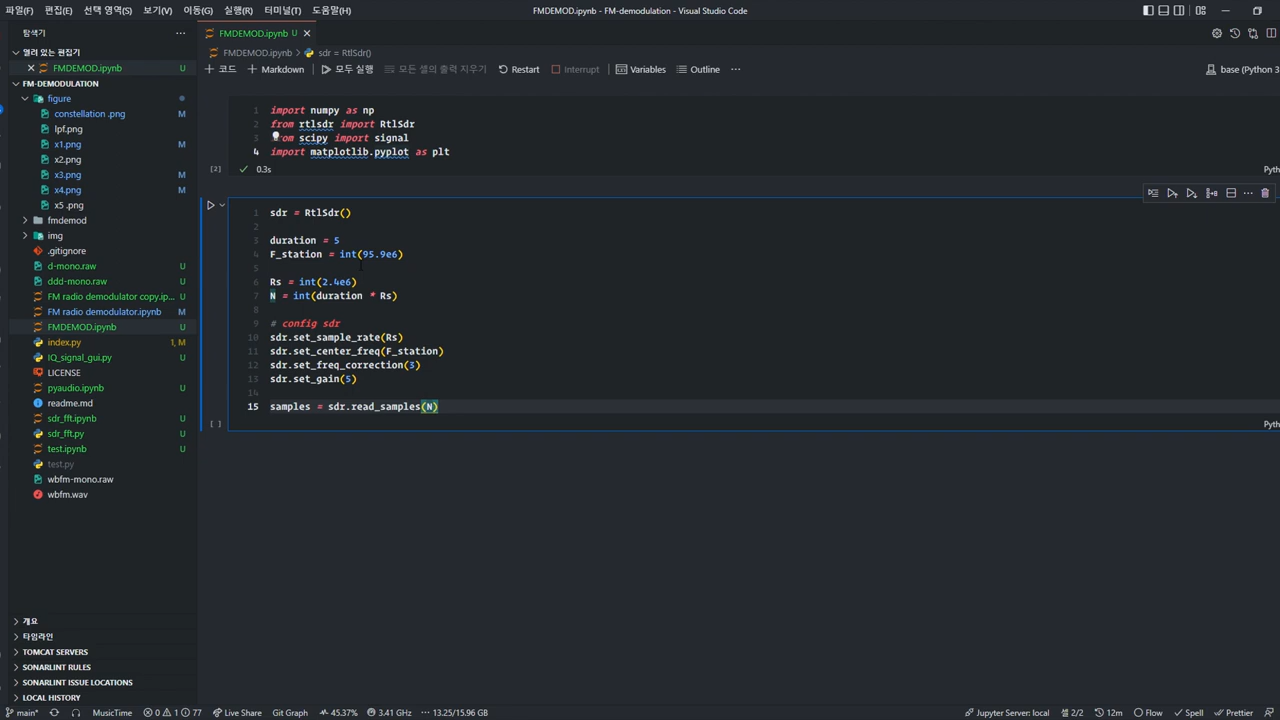 파일(F) 편집(E) 선택 영역(S) 보기(V) 이동(G) 실행(R) 터미널(T) 도움말(H)
FMDEMOD.ipynb - FM-demodulation - Visual Studio Code
탐색기 ···
열려 있는 편집기
FMDEMOD.ipynb U
FM-DEMODULATION
figure
constellation .png M
lpf.png
x1.png M
x2.png
x3.png M
x4.png M
x5 .png
fmdemod
img
.gitignore
d-mono.raw U
ddd-mono.raw U
FM radio demodulator copy.ip... U
FM radio demodulator.ipynb M
FMDEMOD.ipynb U
index.py 1, M
IQ_signal_gui.py U
LICENSE
pyaudio.ipynb U
readme.md
sdr_fft.ipynb U
sdr_fft.py U
test.ipynb U
test.py
wbfm-mono.raw
wbfm.wav
개요
타임라인
TOMCAT SERVERS
SONARLINT RULES
SONARLINT ISSUE LOCATIONS
LOCAL HISTORY
FMDEMOD.ipynb U
FMDEMOD.ipynb > sdr = RtlSdr()
+ 코드 + Markdown 모두 실행 모든 셀의 출력 지우기 Restart Interrupt Variables Outline ··· base (Python 3
1 import numpy as np
2 from rtlsdr import RtlSdr
3 om scipy import signal
4 import matplotlib.pyplot as plt
[2] 0.3s Pyth
1 sdr = RtlSdr()
2
3 duration = 5
4 F_station = int(95.9e6)
5
6 Rs = int(2.4e6)
7 N = int(duration * Rs)
8
9 # config sdr
10 sdr.set_sample_rate(Rs)
11 sdr.set_center_freq(F_station)
12 sdr.set_freq_correction(3)
13 sdr.set_gain(5)
14
15 samples = sdr.read_samples(N)
[ ] Pyth
main* MusicTime 0 1 77 Live Share Git Graph 45.37% 3.41 GHz 13.25/15.96 GB Jupyter Server: local 셀 2/2 12m Flow Spell Prettier